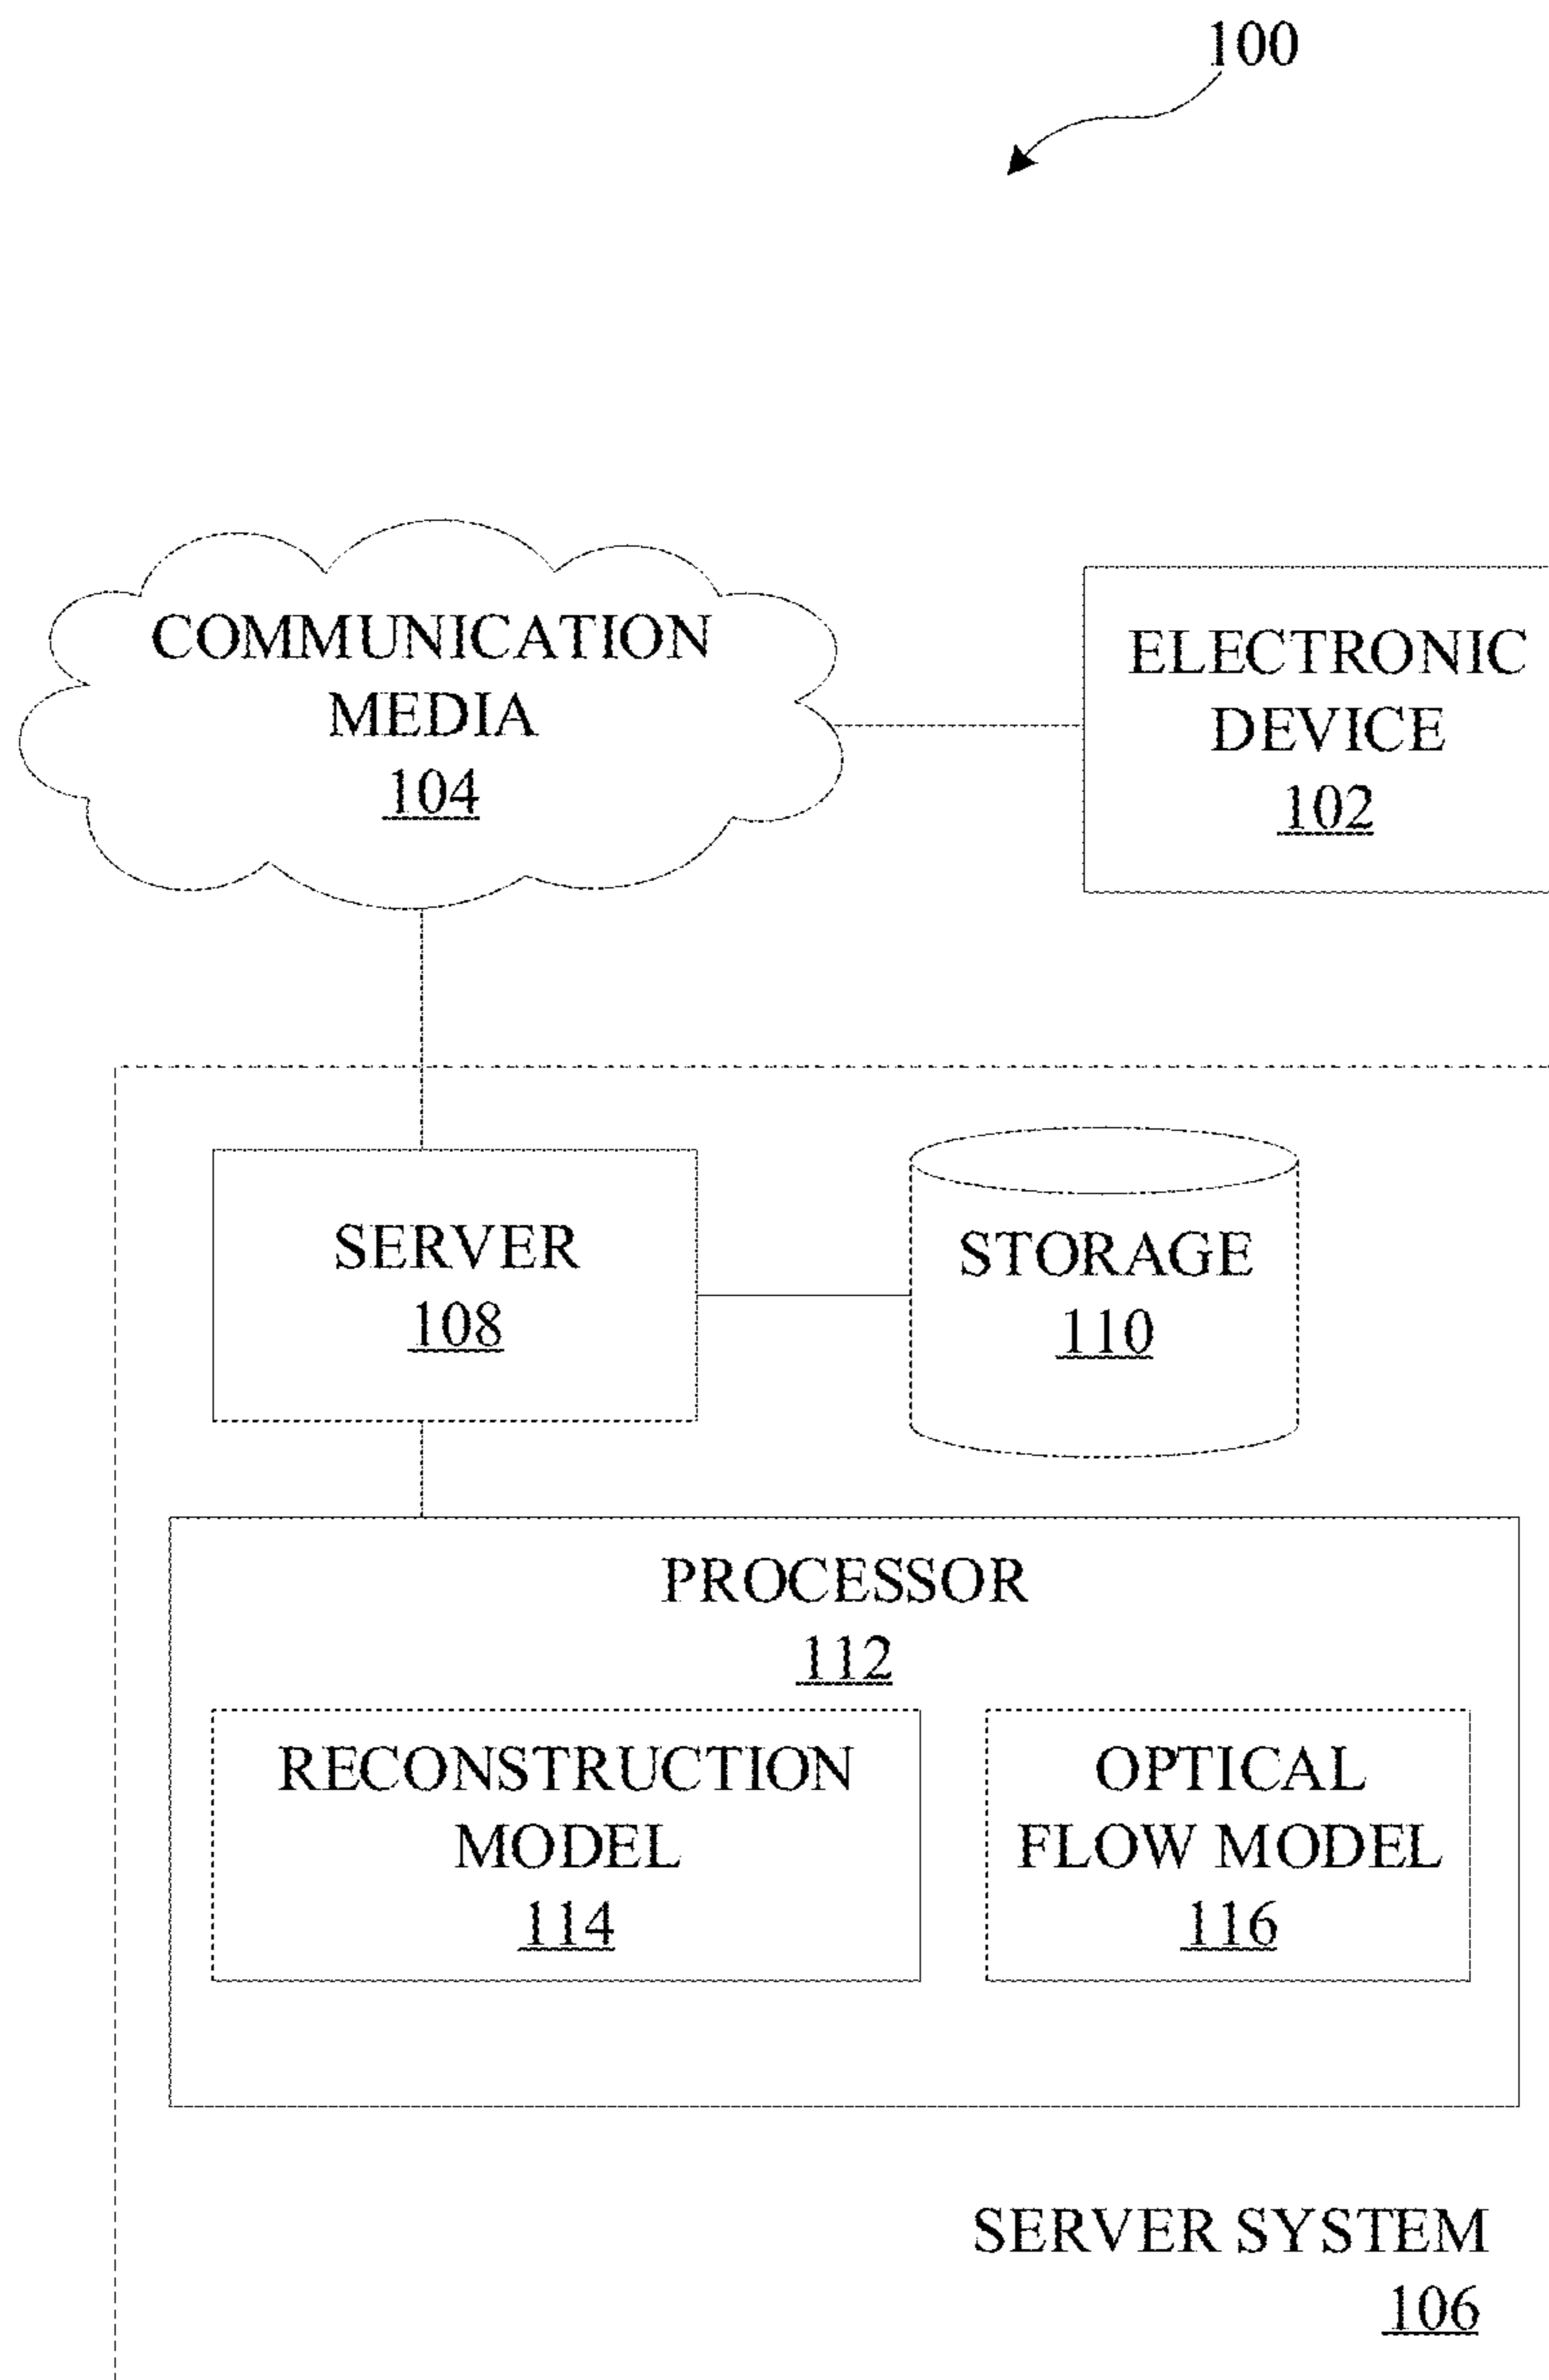 100
COMMUNICATION
MEDIA
104
ELECTRONIC
DEVICE
102
SERVER
108
STORAGE
110
PROCESSOR
112
RECONSTRUCTION
MODEL
114
OPTICAL
FLOW MODEL
116
SERVER SYSTEM
106